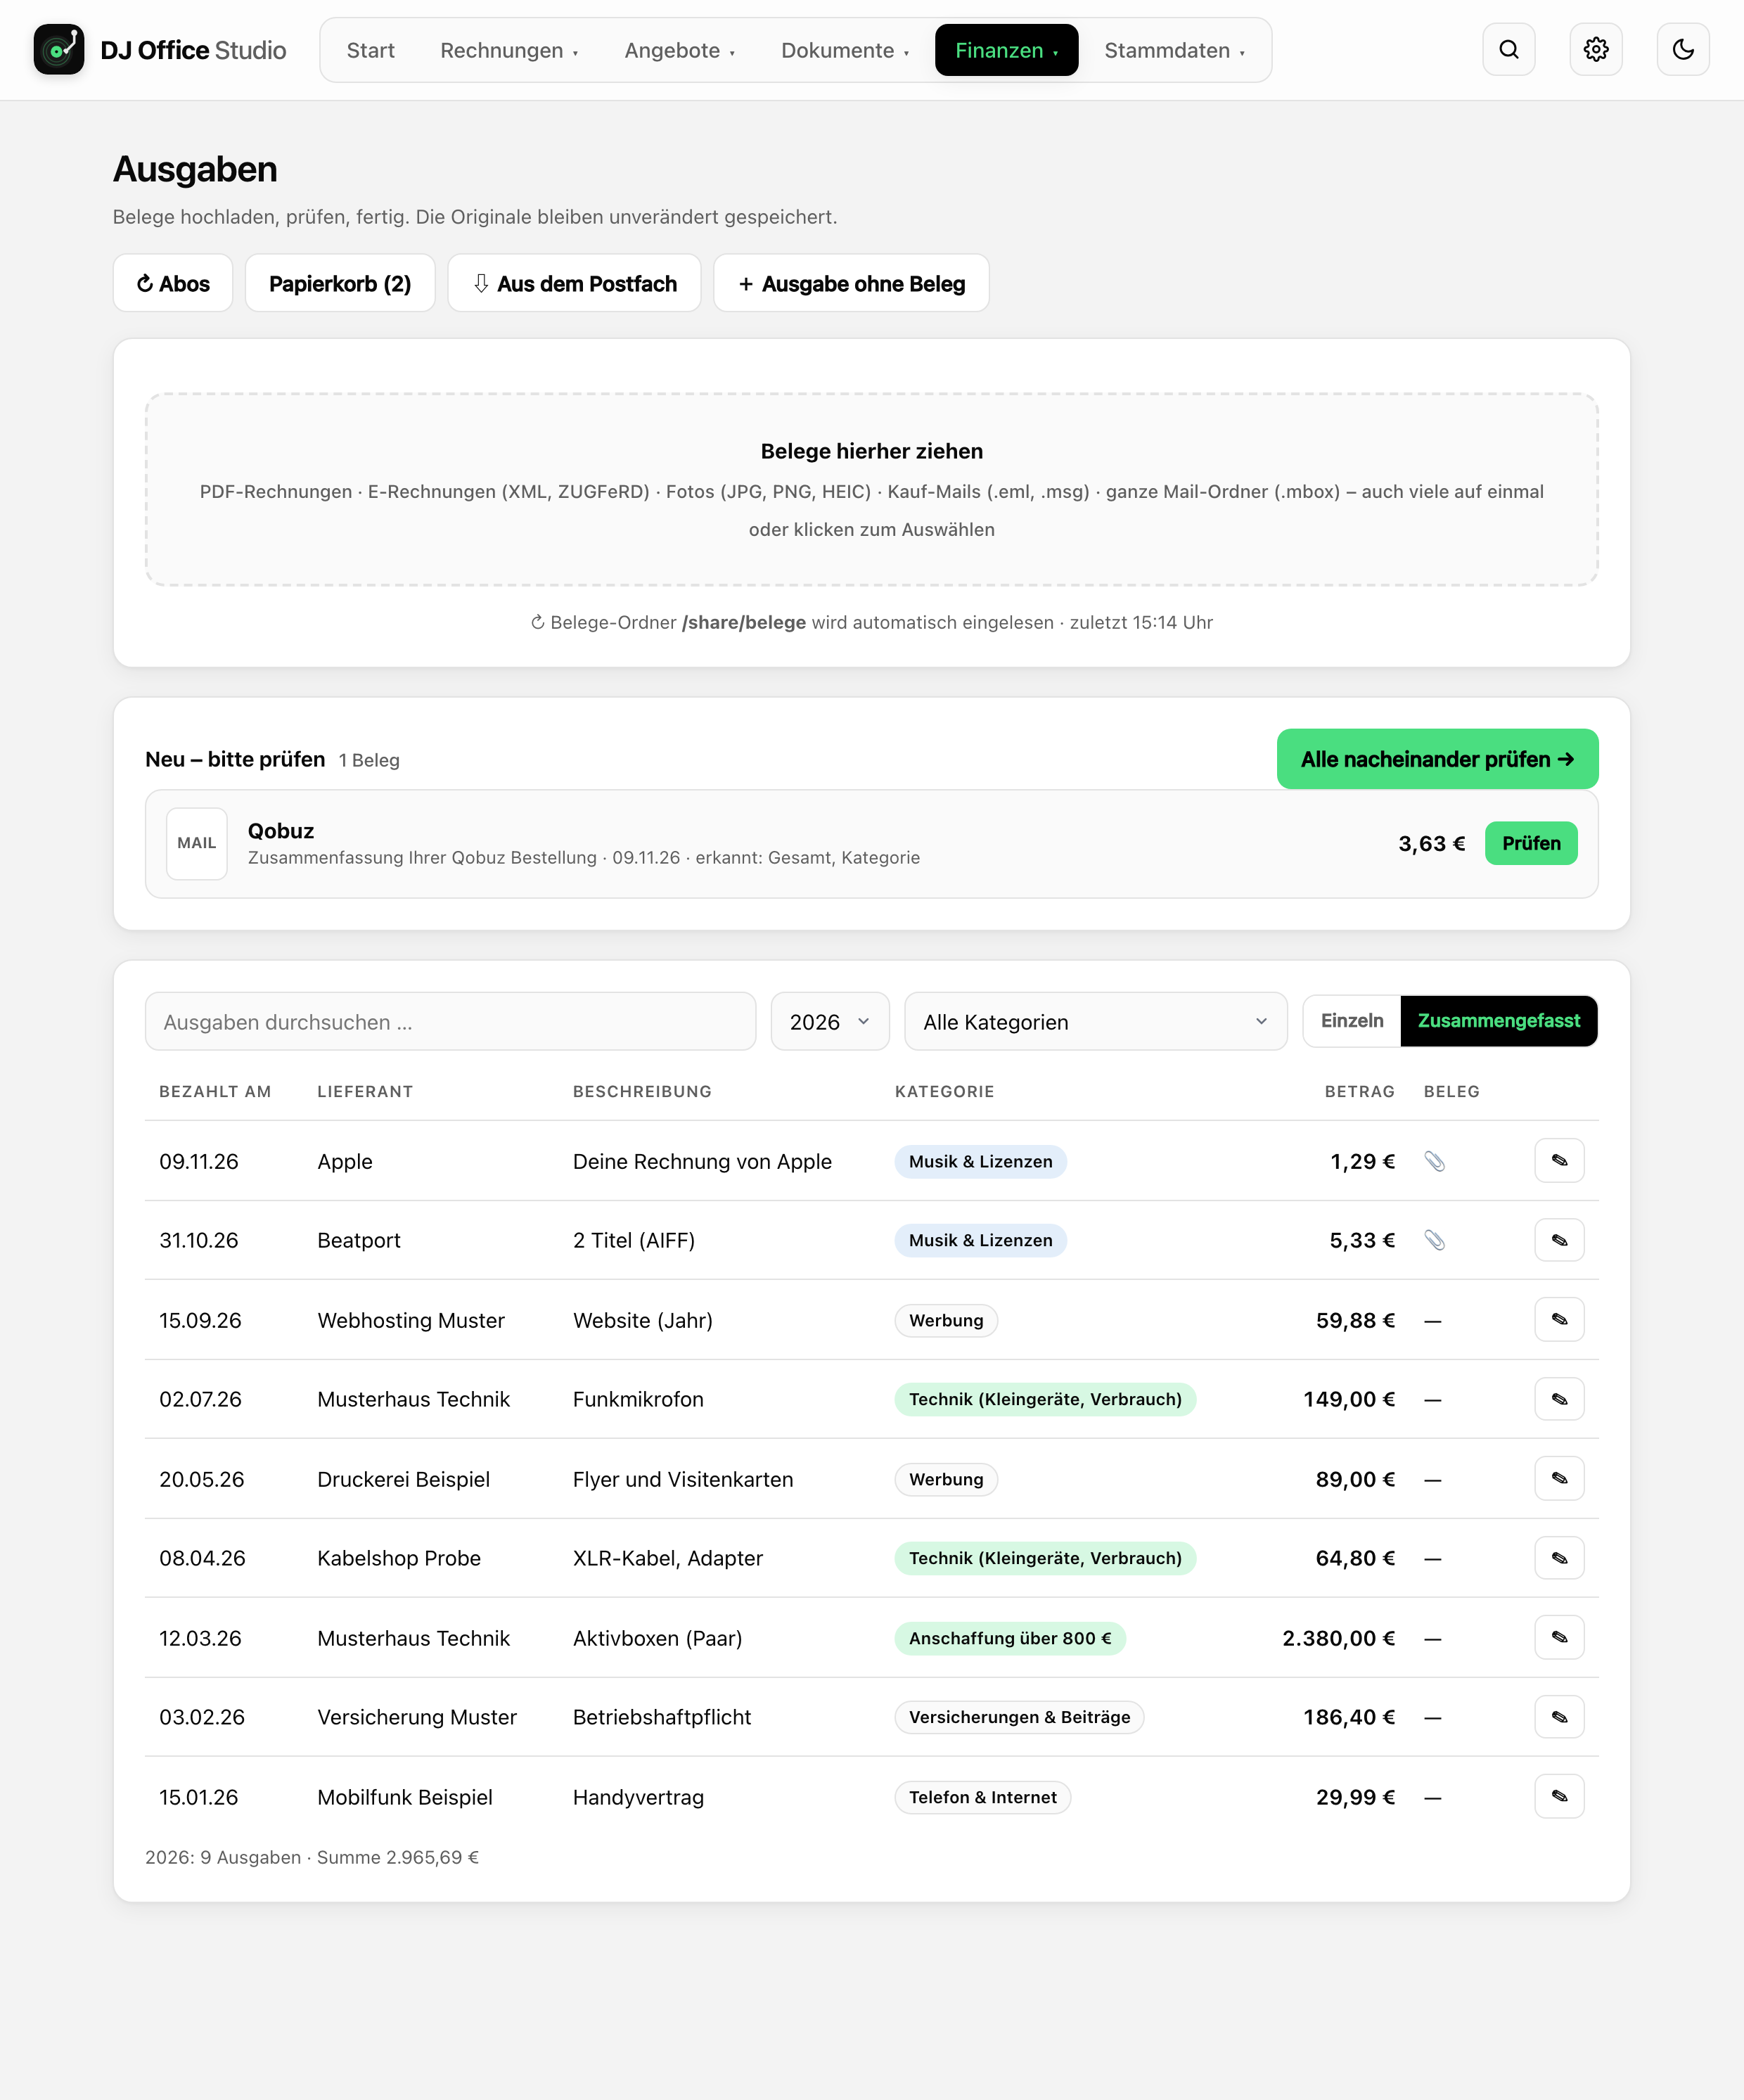 DJ Office Studio
Start
Rechnungen
Angebote
Dokumente
Finanzen
Stammdaten
Ausgaben
Belege hochladen, prüfen, fertig. Die Originale bleiben unverändert gespeichert.
↻ Abos
Papierkorb (2)
⇩ Aus dem Postfach
+ Ausgabe ohne Beleg
Belege hierher ziehen
PDF-Rechnungen · E-Rechnungen (XML, ZUGFeRD) · Fotos (JPG, PNG, HEIC) · Kauf-Mails (.eml, .msg) · ganze Mail-Ordner (.mbox) – auch viele auf einmal
oder klicken zum Auswählen
↻ Belege-Ordner /share/belege wird automatisch eingelesen · zuletzt 15:14 Uhr
Neu – bitte prüfen 1 Beleg
Alle nacheinander prüfen →
MAIL
Qobuz
Zusammenfassung Ihrer Qobuz Bestellung · 09.11.26 · erkannt: Gesamt, Kategorie
3,63 €
Prüfen
Ausgaben durchsuchen ...
2026
Alle Kategorien
Einzeln
Zusammengefasst
BEZAHLT AM LIEFERANT BESCHREIBUNG KATEGORIE BETRAG BELEG
09.11.26 Apple Deine Rechnung von Apple Musik & Lizenzen 1,29 €
31.10.26 Beatport 2 Titel (AIFF) Musik & Lizenzen 5,33 €
15.09.26 Webhosting Muster Website (Jahr) Werbung 59,88 € —
02.07.26 Musterhaus Technik Funkmikrofon Technik (Kleingeräte, Verbrauch) 149,00 € —
20.05.26 Druckerei Beispiel Flyer und Visitenkarten Werbung 89,00 € —
08.04.26 Kabelshop Probe XLR-Kabel, Adapter Technik (Kleingeräte, Verbrauch) 64,80 € —
12.03.26 Musterhaus Technik Aktivboxen (Paar) Anschaffung über 800 € 2.380,00 € —
03.02.26 Versicherung Muster Betriebshaftpflicht Versicherungen & Beiträge 186,40 € —
15.01.26 Mobilfunk Beispiel Handyvertrag Telefon & Internet 29,99 € —
2026: 9 Ausgaben · Summe 2.965,69 €